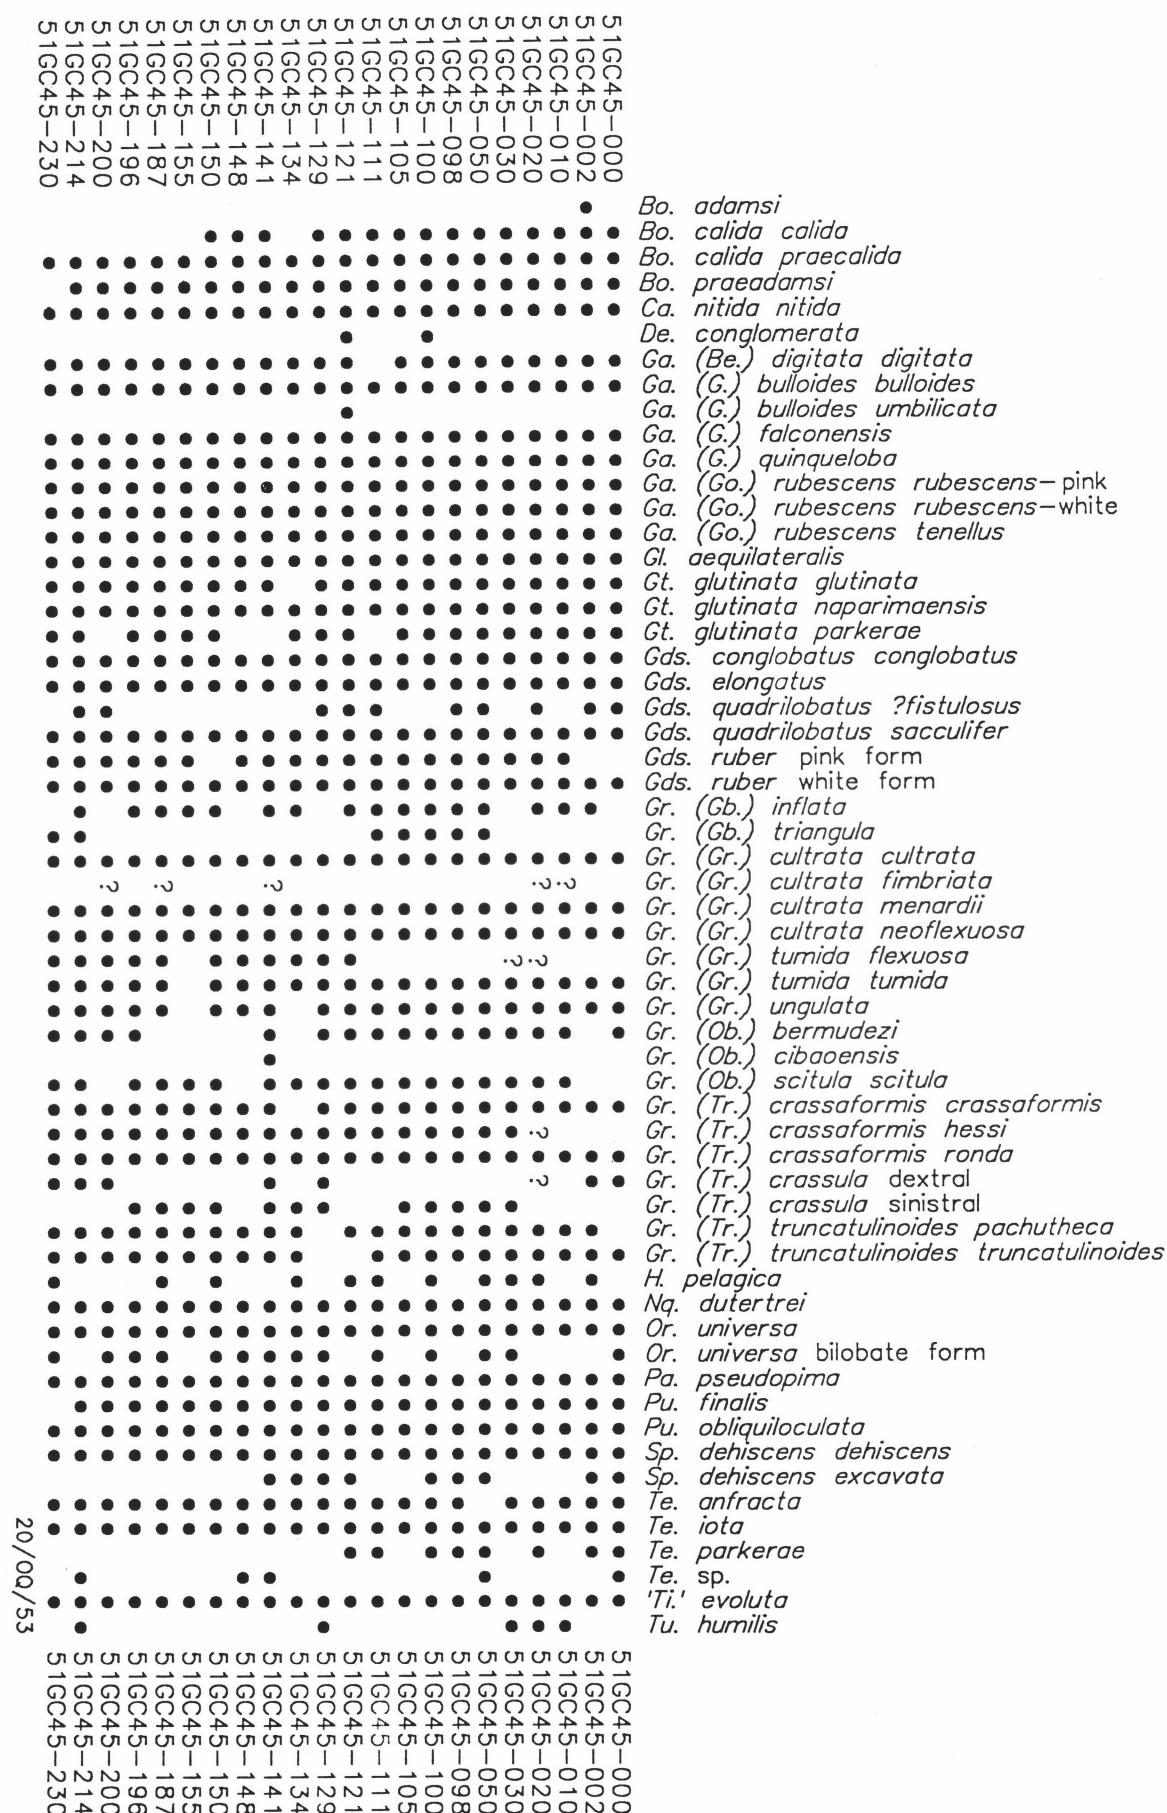 51GC45-000
51GC45-002
51GC45-010
51GC45-020
51GC45-030
51GC45-050
51GC45-098
51GC45-100
51GC45-105
51GC45-111
51GC45-121
51GC45-129
51GC45-134
51GC45-141
51GC45-148
51GC45-150
51GC45-155
51GC45-187
51GC45-196
51GC45-200
51GC45-214
51GC45-230
Bo. adamsi
Bo. calida calida
Bo. calida praecalida
Bo. praeadamsi
Ca. nitida nitida
De. conglomerata
Ga. (Be.) digitata digitata
Ga. (G.) bulloides bulloides
Ga. (G.) bulloides umbilicata
Ga. (G.) falconensis
Ga. (G.) quinqueloba
Ga. (Go.) rubescens rubescens-pink
Ga. (Go.) rubescens rubescens-white
Ga. (Go.) rubescens tenellus
Gl. aequilateralis
Gt. glutinata glutinata
Gt. glutinata naparimaensis
Gt. glutinata parkerae
Gds. conglobatus conglobatus
Gds. elongatus
Gds. quadrilobatus ?fistulosus
Gds. quadrilobatus sacculifer
Gds. ruber pink form
Gds. ruber white form
Gr. (Gb.) inflata
Gr. (Gb.) triangula
Gr. (Gr.) cultrata cultrata
? ? ? ? ? Gr. (Gr.) cultrata fimbriata
Gr. (Gr.) cultrata menardii
Gr. (Gr.) cultrata neoflexuosa
? ? Gr. (Gr.) tumida flexuosa
Gr. (Gr.) tumida tumida
Gr. (Gr.) ungulata
Gr. (Ob.) bermudezi
Gr. (Ob.) cibaoensis
Gr. (Ob.) scitula scitula
Gr. (Tr.) crassaformis crassaformis
? Gr. (Tr.) crassaformis hessi
Gr. (Tr.) crassaformis ronda
? Gr. (Tr.) crassula dextral
Gr. (Tr.) crassula sinistral
Gr. (Tr.) truncatulinoides pachutheca
Gr. (Tr.) truncatulinoides truncatulinoides
H. pelagica
Nq. dutertrei
Or. universa
Or. universa bilobate form
Pa. pseudopima
Pu. finalis
Pu. obliquiloculata
Sp. dehiscens dehiscens
Sp. dehiscens excavata
Te. anfracta
Te. iota
Te. parkerae
Te. sp.
'Ti.' evoluta
Tu. humilis
20/OQ/53
51GC45-000
51GC45-002
51GC45-010
51GC45-020
51GC45-030
51GC45-050
51GC45-098
51GC45-100
51GC45-105
51GC45-111
51GC45-121
51GC45-129
51GC45-134
51GC45-141
51GC45-148
51GC45-150
51GC45-155
51GC45-187
51GC45-196
51GC45-200
51GC45-214
51GC45-230